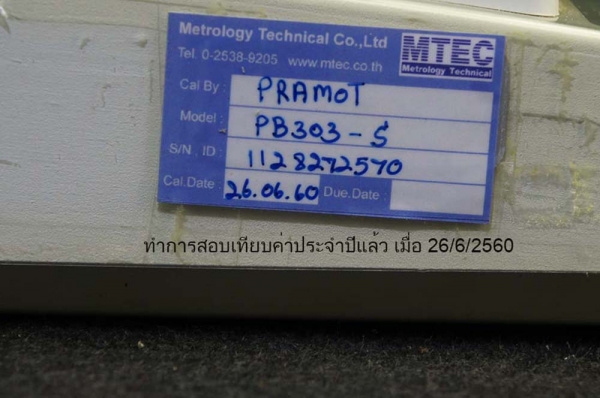 Metrology Technical Co.,Ltd
Tel. 0-2538-9205 www.mtec.co.th
MTEC
Metrology Technical
Cal By : PRAMOT
Model : PB303-S
S/N , ID : 1128272570
Cal.Date : 26.06.60 Due.Date :
ทำการสอบเทียบค่าประจำปีแล้ว เมื่อ 26/6/2560